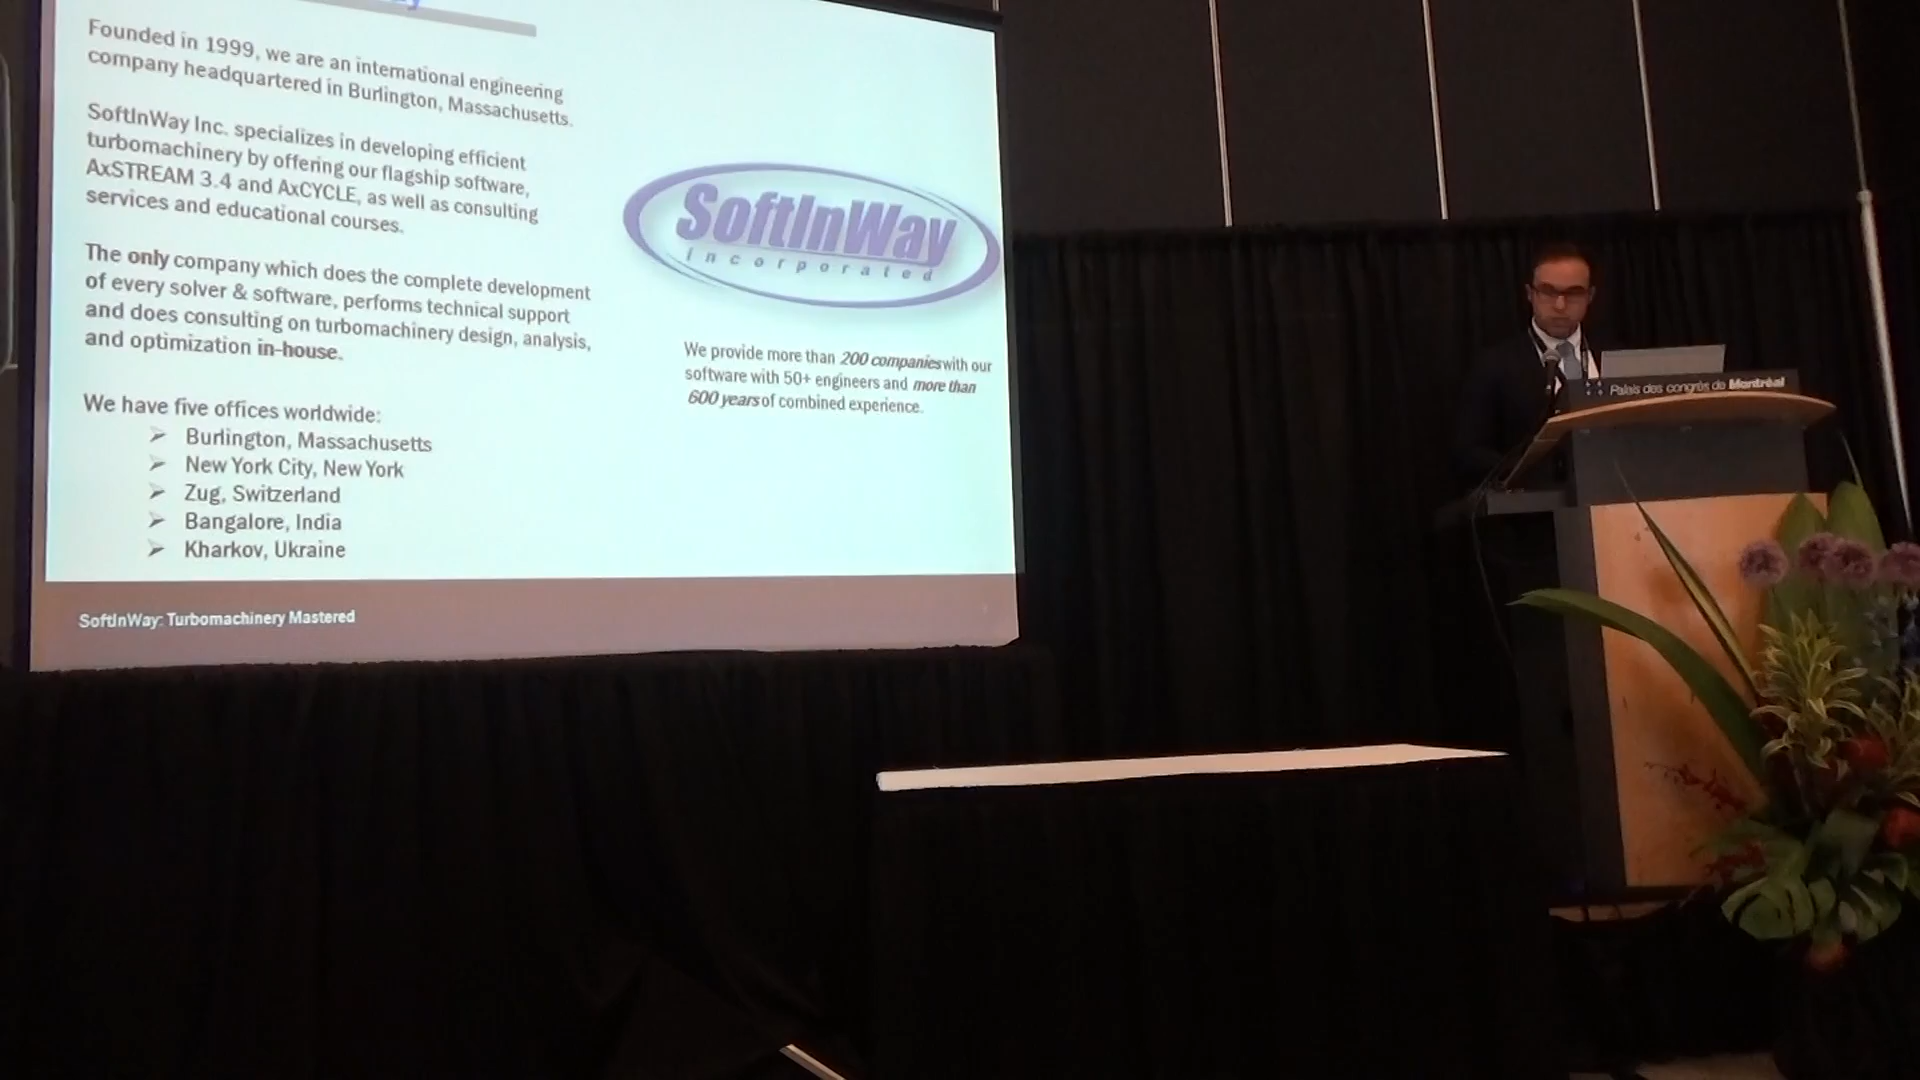 Founded in 1999, we are an international engineering
company headquartered in Burlington, Massachusetts.
SoftInWay Inc. specializes in developing efficient
turbomachinery by offering our flagship software,
AxSTREAM 3.4 and AxCYCLE, as well as consulting
services and educational courses.
The only company which does the complete development
of every solver & software, performs technical support
and does consulting on turbomachinery design, analysis,
and optimization in-house.
We have five offices worldwide:
Burlington, Massachusetts
New York City, New York
Zug, Switzerland
Bangalore, India
Kharkov, Ukraine
SoftInWay
incorporated
We provide more than 200 companies with our
software with 50+ engineers and more than
600 years of combined experience.
SoftInWay: Turbomachinery Mastered
Palais des congrès de Montréal